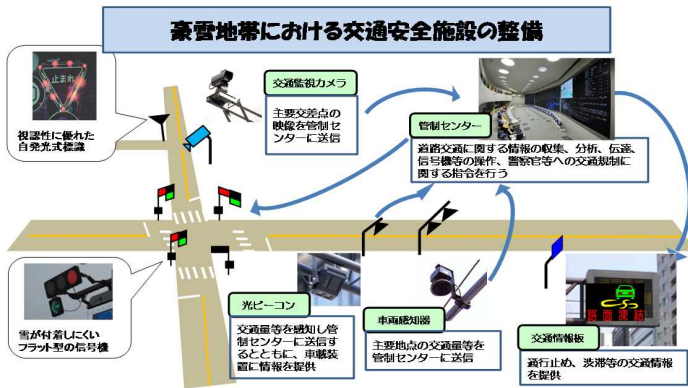 豪雪地帯における交通安全施設の整備
止まれ
視認性に優れた
自発光式標識
交通監視カメラ
主要交差点の
映像を管制セ
ンターに送信
管制センター
道路交通に関する情報の収集、分析、伝達、
信号機等の操作、警察官等への交通規制に
関する指令を行う
雪が付着しにくい
フラット型の信号機
光ビーコン
交通量等を感知し管
制センターに送信す
るとともに、車載装
置に情報を提供
車両感知器
主要地点の交通量等を
管制センターに送信
路面凍結
交通情報板
通行止め、渋滞等の交通情報
を提供